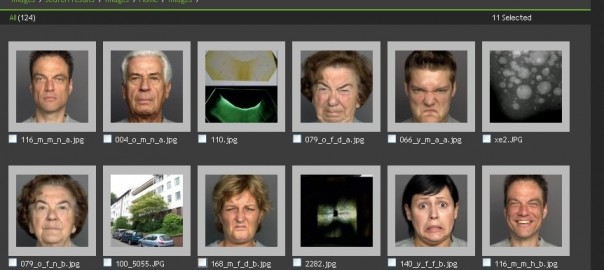 Images / Search results / Images / Home / Images /
All (124) 11 Selected
116_m_m_n_a.jpg 004_o_m_n_a.jpg 110.jpg 079_o_f_d_a.jpg 066_y_m_a_a.jpg xe2.JPG
079_o_f_n_b.jpg 100_5055.JPG 168_m_f_d_b.jpg 2282.jpg 140_y_f_f_b.jpg 116_m_m_h_b.jpg